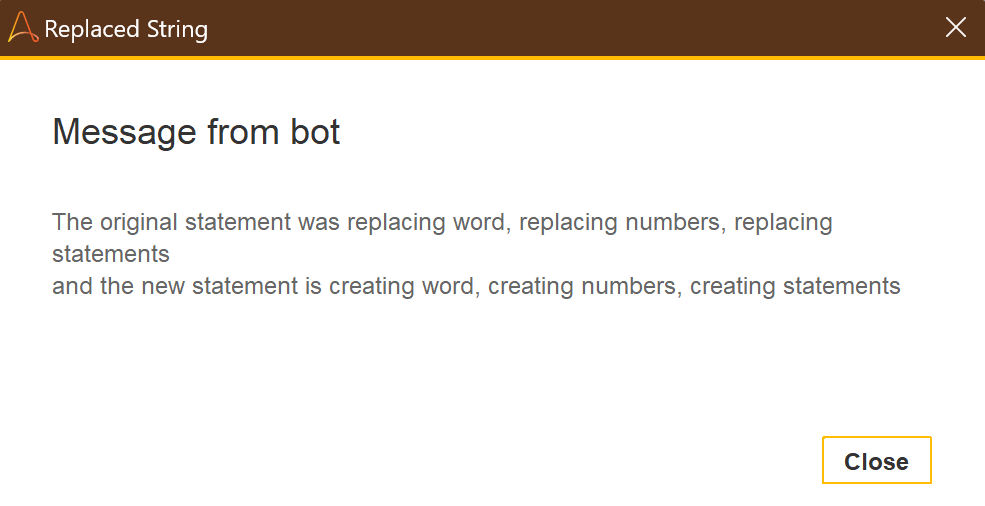 Replaced String
Message from bot
The original statement was replacing word, replacing numbers, replacing
statements
and the new statement is creating word, creating numbers, creating statements
Close